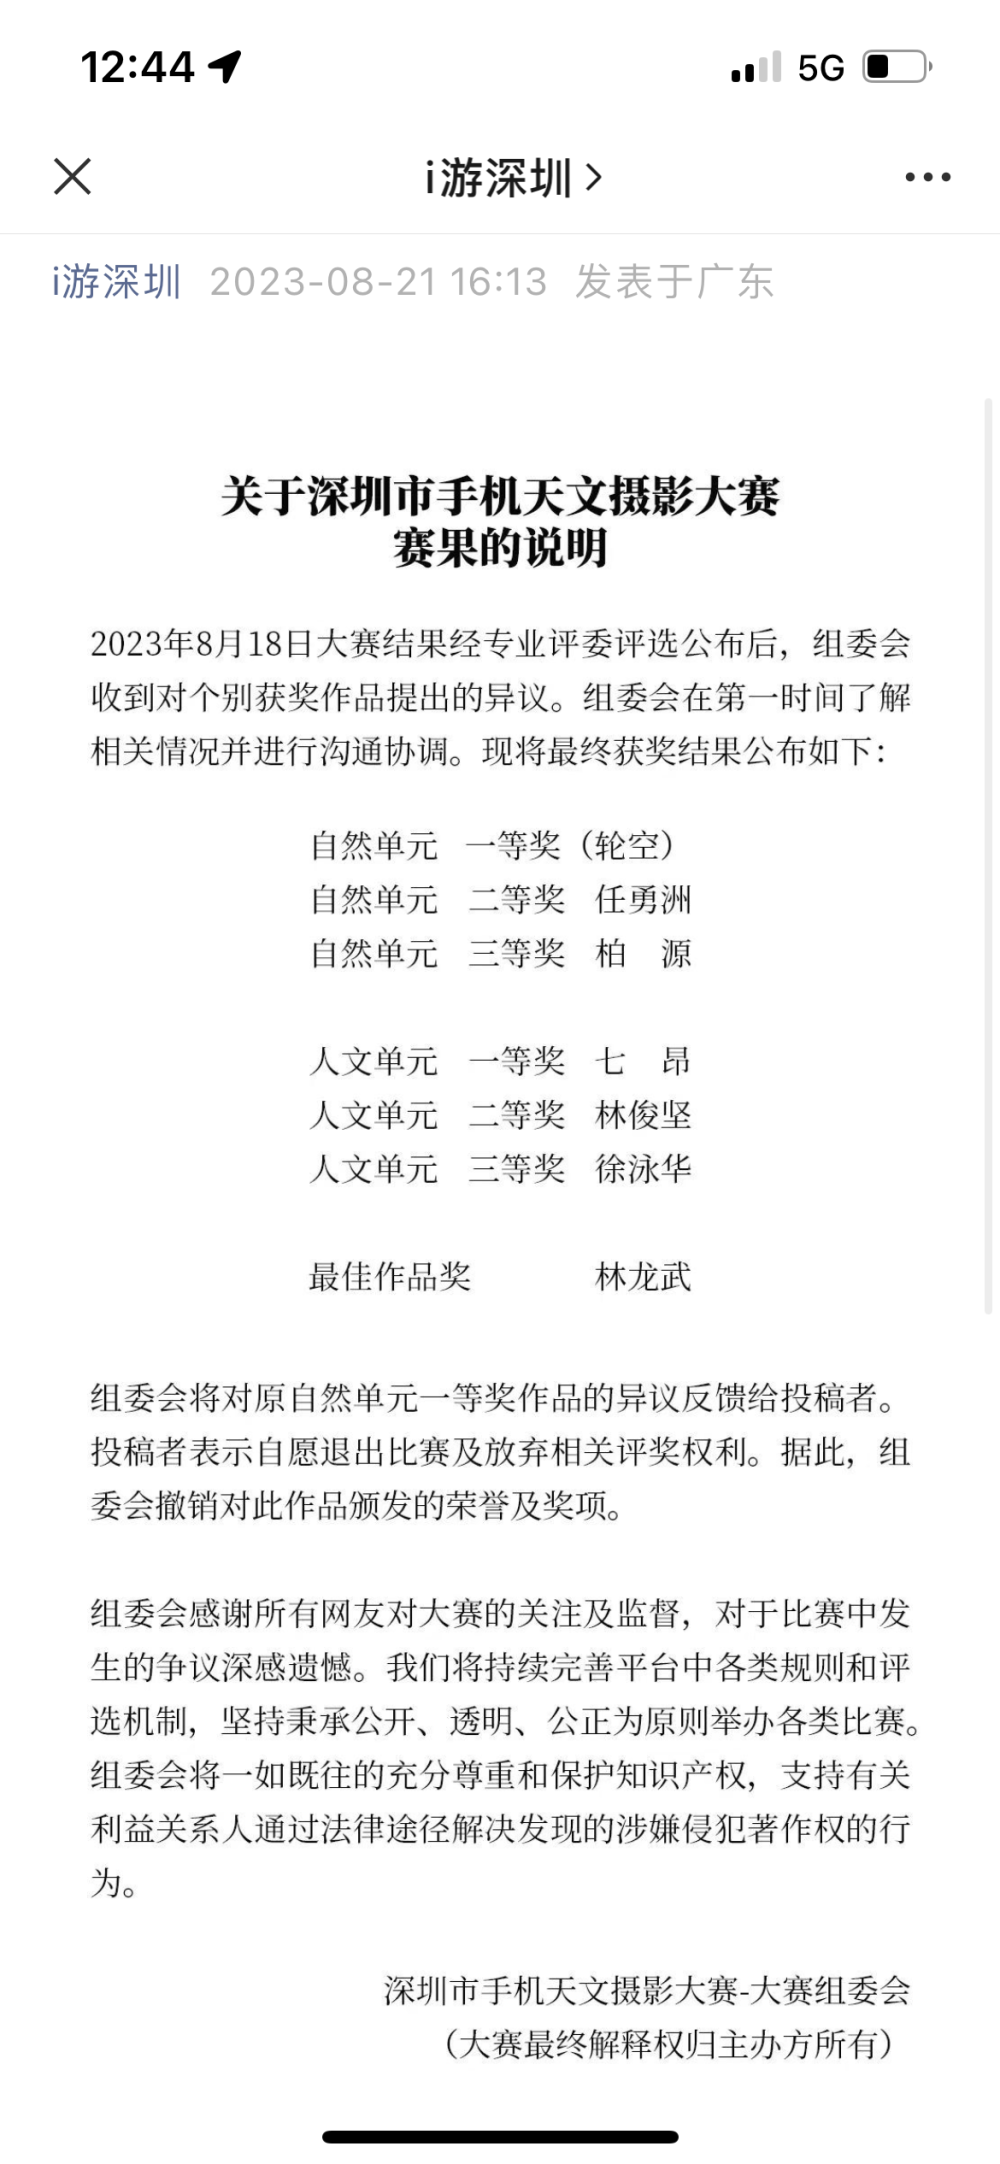 12:44
5G
i游深圳
i游深圳 2023-08-21 16:13 发表于广东
关于深圳市手机天文摄影大赛
赛果的说明
2023年8月18日大赛结果经专业评委评选公布后，组委会
收到对个别获奖作品提出的异议。组委会在第一时间了解
相关情况并进行沟通协调。现将最终获奖结果公布如下：
自然单元 一等奖（轮空）
自然单元 二等奖 任勇洲
自然单元 三等奖 柏 源
人文单元 一等奖 七 昂
人文单元 二等奖 林俊坚
人文单元 三等奖 徐泳华
最佳作品奖 林龙武
组委会将对原自然单元一等奖作品的异议反馈给投稿者。
投稿者表示自愿退出比赛及放弃相关评奖权利。据此，组
委会撤销对此作品颁发的荣誉及奖项。
组委会感谢所有网友对大赛的关注及监督，对于比赛中发
生的争议深感遗憾。我们将持续完善平台中各类规则和评
选机制，坚持秉承公开、透明、公正为原则举办各类比赛。
组委会将一如既往的充分尊重和保护知识产权，支持有关
利益关系人通过法律途径解决发现的涉嫌侵犯著作权的行
为。
深圳市手机天文摄影大赛-大赛组委会
（大赛最终解释权归主办方所有）